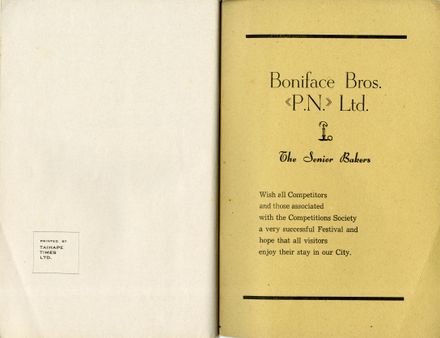 PRINTED BY
TAIHAPE
TIMES
LTD.
Boniface Bros.
«P.N.» Ltd.
The Senior Bakers
Wish all Competitors
and those associated
with the Competitions Society
a very successful Festival and
hope that all visitors
enjoy their stay in our City.